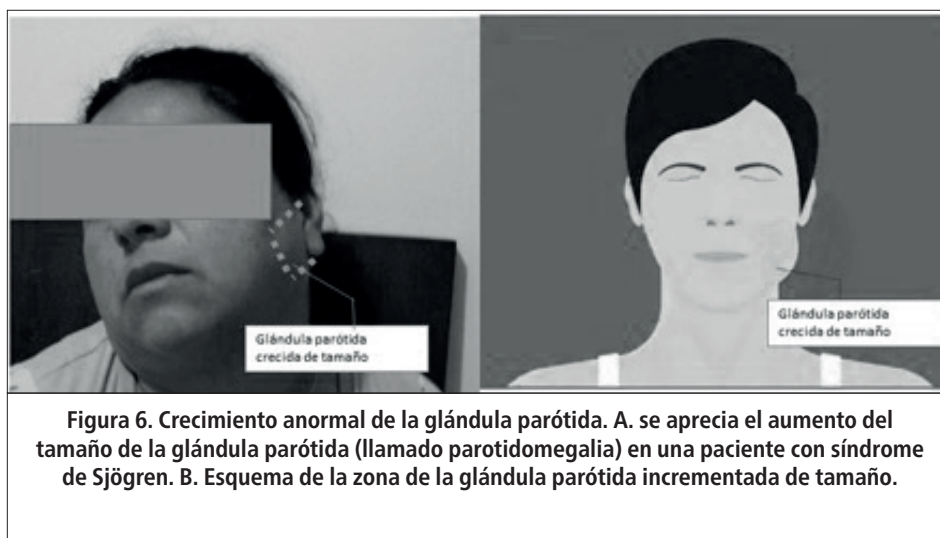 Glándula parótida
crecida de tamaño
Glándula parótida
crecida de tamaño
Figura 6. Crecimiento anormal de la glándula parótida. A. se aprecia el aumento del
tamaño de la glándula parótida (llamado parotidomegalia) en una paciente con síndrome
de Sjögren. B. Esquema de la zona de la glándula parótida incrementada de tamaño.